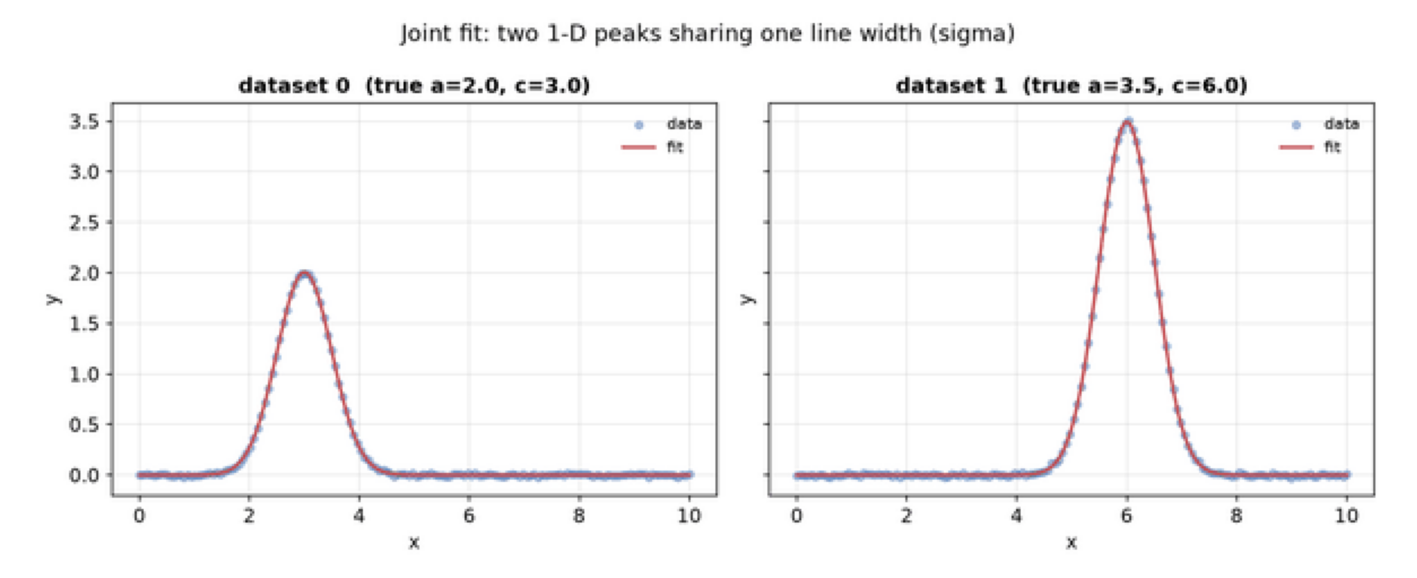 Joint fit: two 1-D peaks sharing one line width (sigma)
dataset 0 (true a=2.0, c=3.0)
3.5
3.0
2.5
2.0
1.5
1.0
0.5
0.0
y
data
fit
0 2 4 6 8 10
x
dataset 1 (true a=3.5, c=6.0)
y
data
fit
0 2 4 6 8 10
x